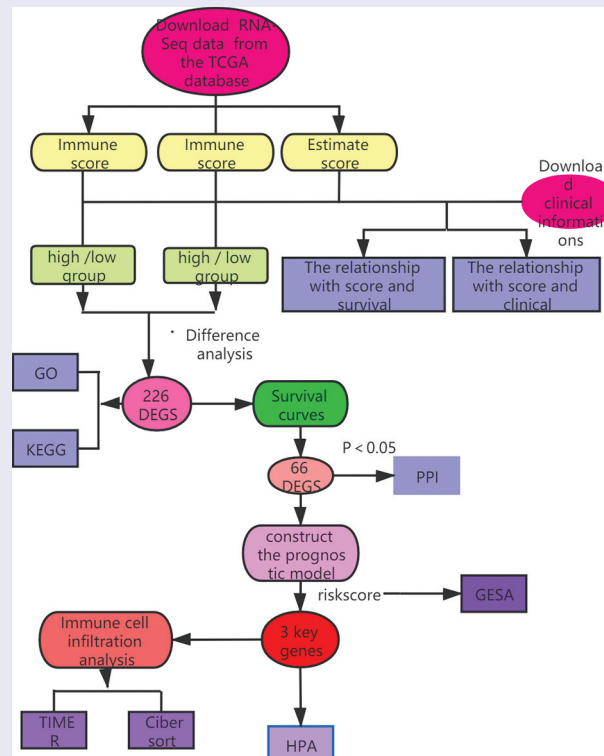 Download RNA-
Seq data from
the TCGA
database
Immune
score
Immune
score
Estimate
score
Downloa
d
clinical
informati
ons
high /low
group
high / low
group
The relationship
with score and
survival
The relationship
with score and
clinical
Difference
analysis
GO
KEGG
226
DEGS
Survival
curves
P < 0.05
66
DEGS
PPI
construct
the prognos
tic model
riskscore
GESA
Immune cell
infiltration
analysis
3 key
genes
TIME
R
Ciber
sort
HPA